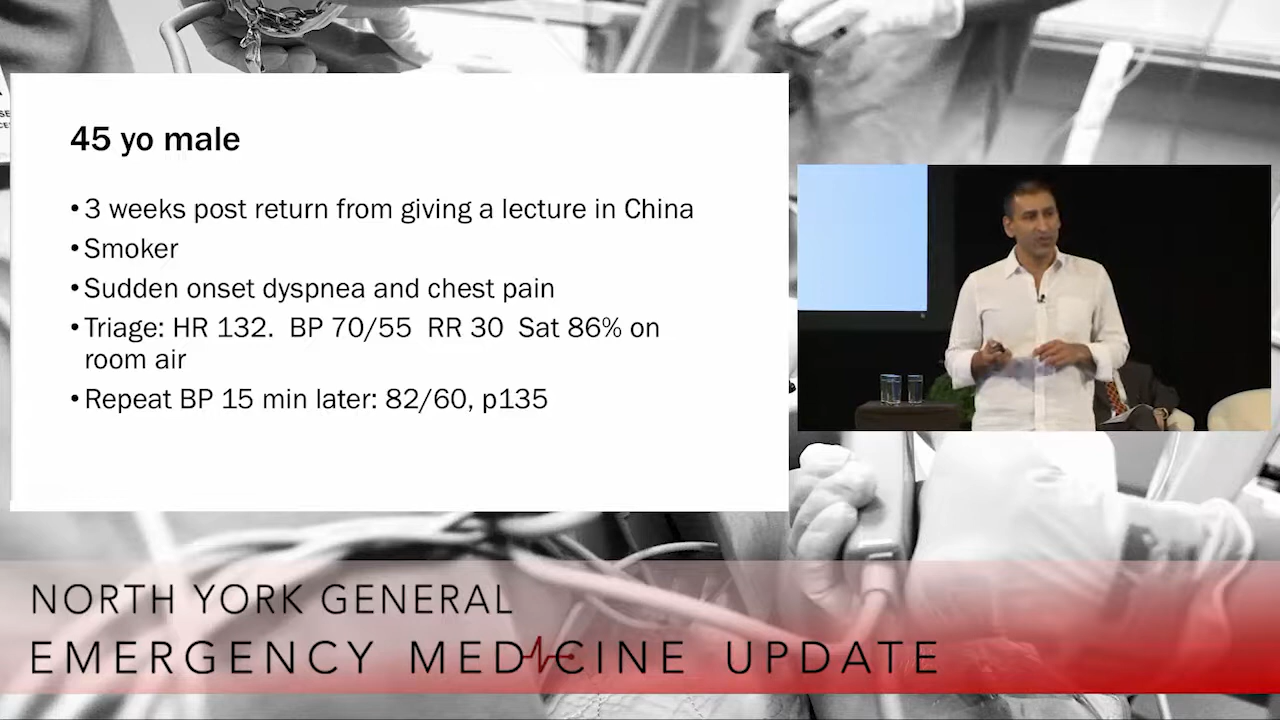 45 yo male
• 3 weeks post return from giving a lecture in China
• Smoker
• Sudden onset dyspnea and chest pain
• Triage: HR 132.  BP 70/55  RR 30  Sat 86% on
room air
• Repeat BP 15 min later: 82/60, p135
NORTH YORK GENERAL
EMERGENCY MEDICINE UPDATE